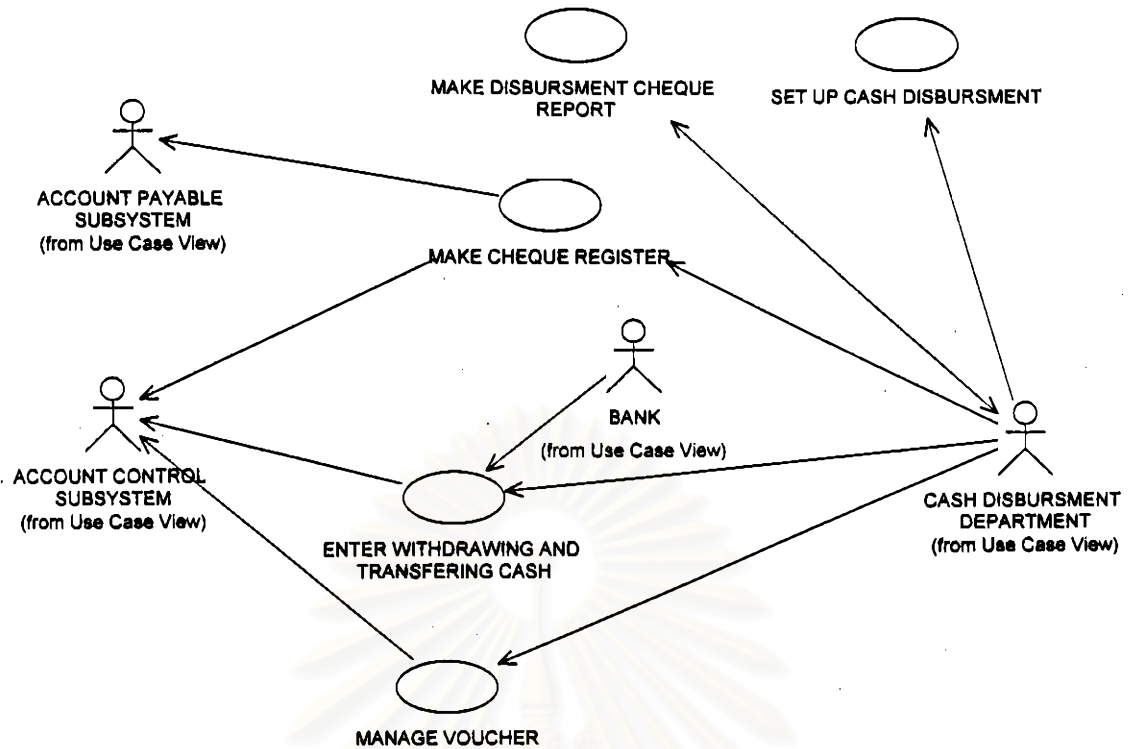 MAKE DISBURSMENT CHEQUE
REPORT
SET UP CASH DISBURSMENT
ACCOUNT PAYABLE
SUBSYSTEM
(from Use Case View)
MAKE CHEQUE REGISTER
BANK
(from Use Case View)
ACCOUNT CONTROL
SUBSYSTEM
(from Use Case View)
CASH DISBURSMENT
DEPARTMENT
(from Use Case View)
ENTER WITHDRAWING AND
TRANSFERING CASH
MANAGE VOUCHER